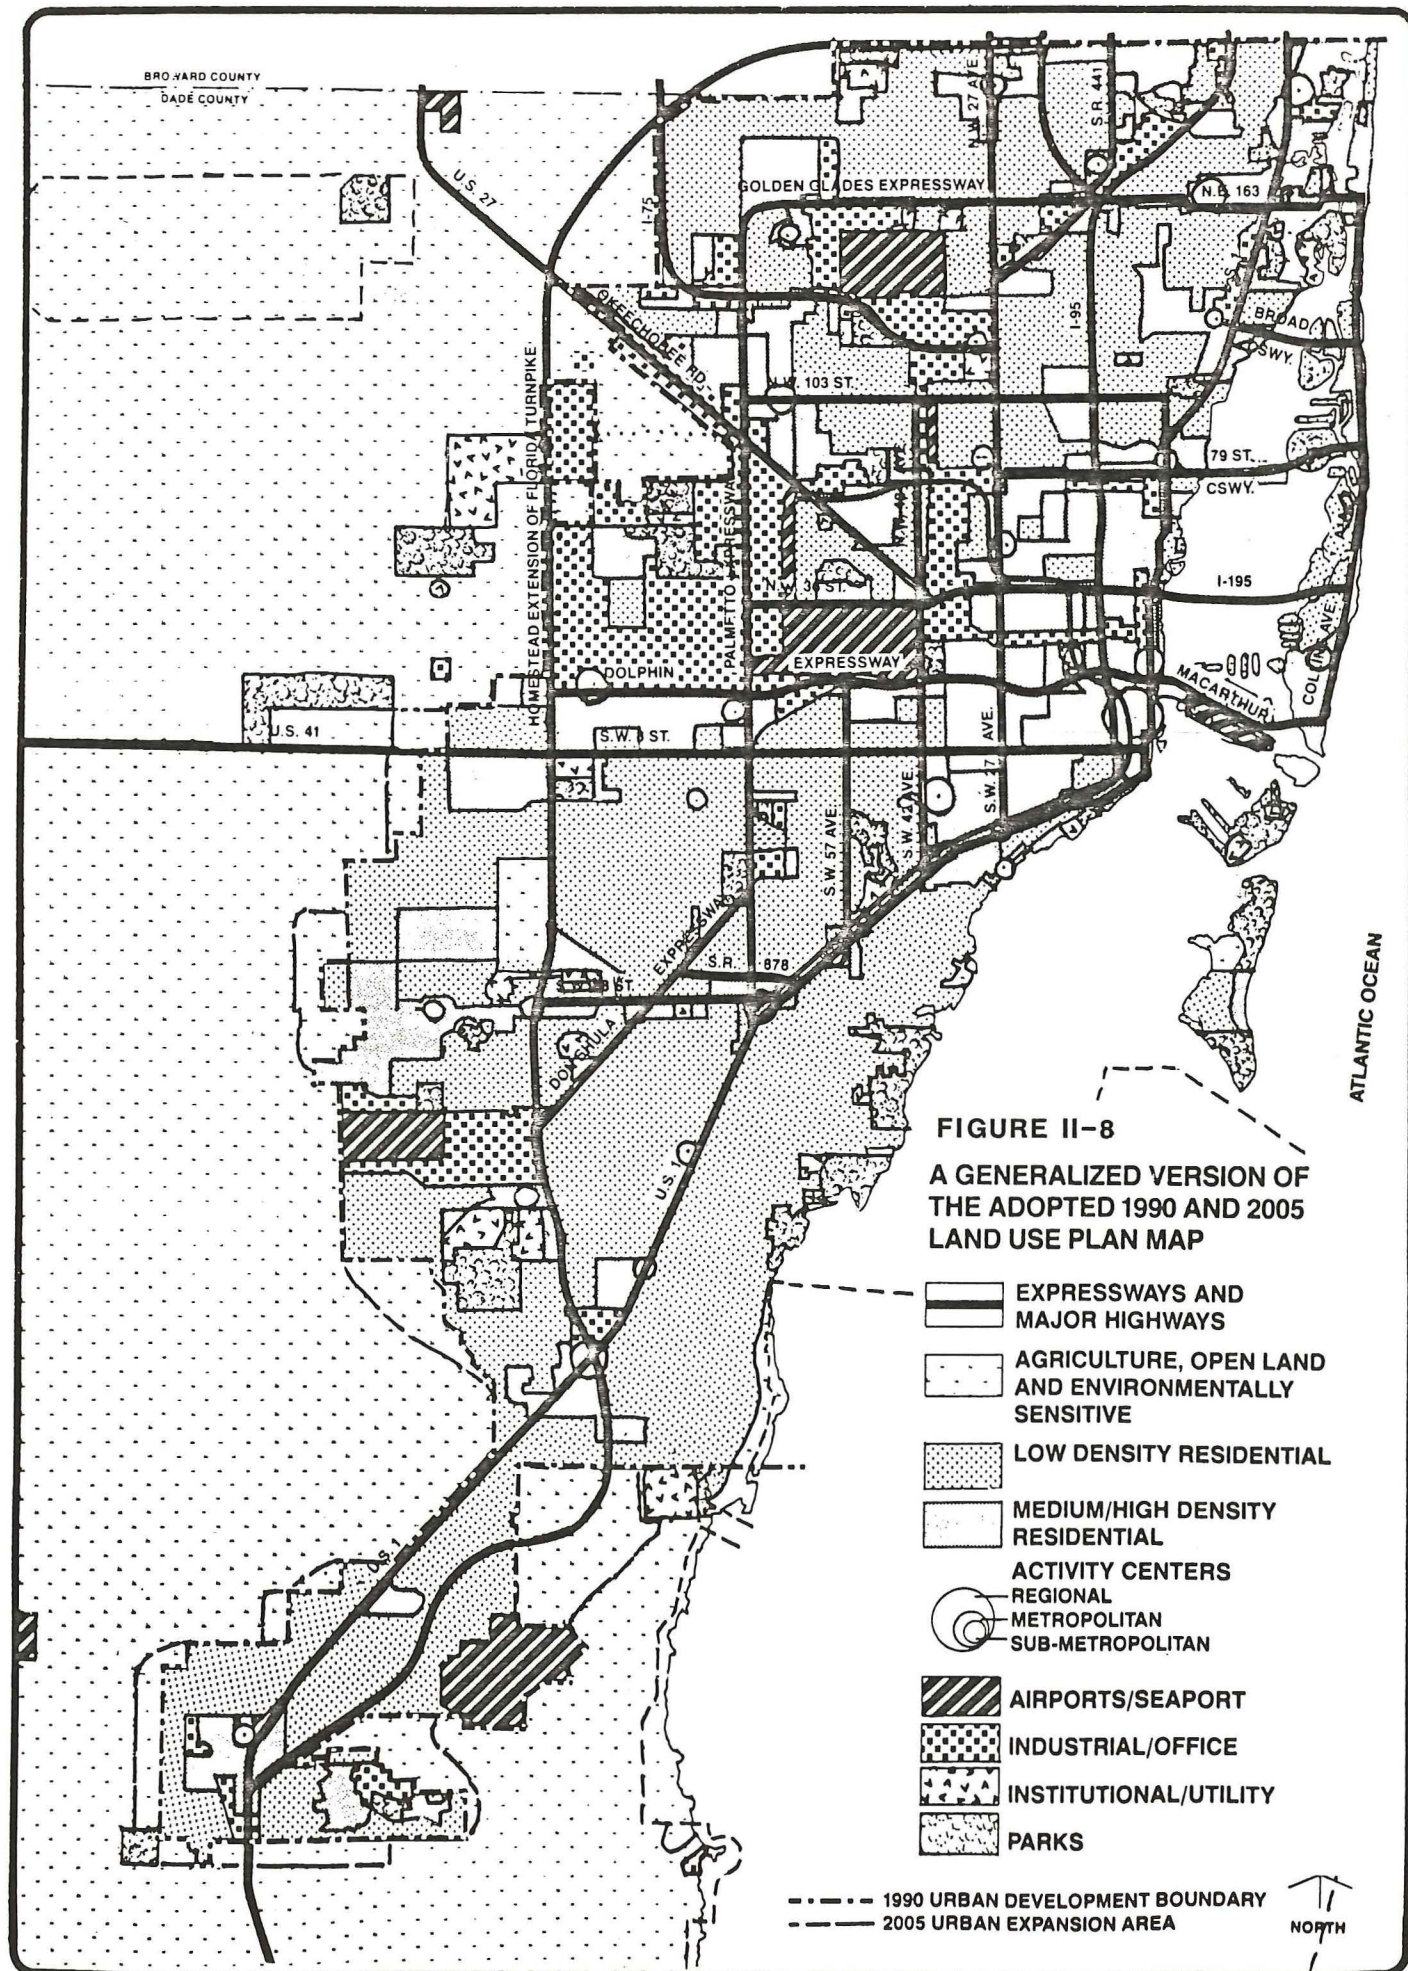 BROWARD COUNTY
DADE COUNTY
N.W. 27 AVE.
S.R. 441
U.S. 27
I-75
GOLDEN GLADES EXPRESSWAY
N.E. 163
OKEECHOBEE RD.
I-95
BROAD
CSWY.
HOMESTEAD EXTENSION OF FLORIDA TURNPIKE
N.W. 103 ST.
79 ST.
CSWY.
PALMETTO EXPRESSWAY
N.W. 36 ST.
I-195
DOLPHIN
EXPRESSWAY
MACARTHUR
COLLINS AVE.
U.S. 41
S.W. 8 ST.
S.W. 57 AVE.
S.W. 42 AVE.
S.W. 27 AVE.
DON SHULA
EXPRESSWAY
S.R. 878
ATLANTIC OCEAN
U.S. 1
U.S. 1
FIGURE II-8
A GENERALIZED VERSION OF
THE ADOPTED 1990 AND 2005
LAND USE PLAN MAP
EXPRESSWAYS AND
MAJOR HIGHWAYS
AGRICULTURE, OPEN LAND
AND ENVIRONMENTALLY
SENSITIVE
LOW DENSITY RESIDENTIAL
MEDIUM/HIGH DENSITY
RESIDENTIAL
ACTIVITY CENTERS
REGIONAL
METROPOLITAN
SUB-METROPOLITAN
AIRPORTS/SEAPORT
INDUSTRIAL/OFFICE
INSTITUTIONAL/UTILITY
PARKS
1990 URBAN DEVELOPMENT BOUNDARY
2005 URBAN EXPANSION AREA
NORTH